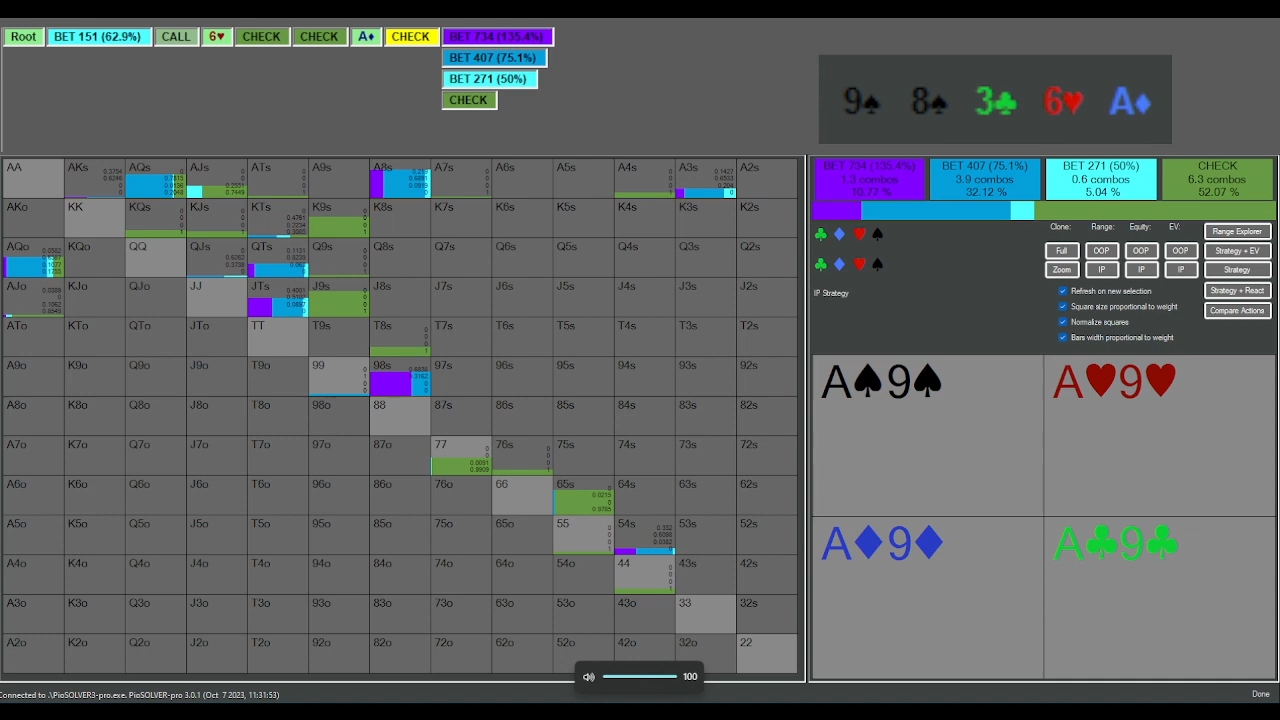 Root BET 151 (62.9%) CALL 6♥ CHECK CHECK A♦ CHECK BET 734 (135.4%)
BET 407 (75.1%)
BET 271 (50%)
CHECK
9♠ 8♠ 3♣ 6♥ A♦
AA AKs AQs AJs ATs A9s A8s A7s A6s A5s A4s A3s A2s
AKo KK KQs KJs KTs K9s K8s K7s K6s K5s K4s K3s K2s
AQo KQo QQ QJs QTs Q9s Q8s Q7s Q6s Q5s Q4s Q3s Q2s
AJo KJo QJo JJ JTs J9s J8s J7s J6s J5s J4s J3s J2s
ATo KTo QTo JTo TT T9s T8s T7s T6s T5s T4s T3s T2s
A9o K9o Q9o J9o T9o 99 98s 97s 96s 95s 94s 93s 92s
A8o K8o Q8o J8o T8o 98o 88 87s 86s 85s 84s 83s 82s
A7o K7o Q7o J7o T7o 97o 87o 77 76s 75s 74s 73s 72s
A6o K6o Q6o J6o T6o 96o 86o 76o 66 65s 64s 63s 62s
A5o K5o Q5o J5o T5o 95o 85o 75o 65o 55 54s 53s 52s
A4o K4o Q4o J4o T4o 94o 84o 74o 64o 54o 44 43s 42s
A3o K3o Q3o J3o T3o 93o 83o 73o 63o 53o 43o 33 32s
A2o K2o Q2o J2o T2o 92o 82o 72o 62o 52o 42o 32o 22
BET 734 (135.4%) BET 407 (75.1%) BET 271 (50%) CHECK
1.3 combos 3.9 combos 0.6 combos 6.3 combos
10.77 % 32.12 % 5.04 % 52.07 %
♣ ♦ ♥ ♠ Clone: Range: Equity: EV: Range Explorer
Full OOP OOP OOP Strategy + EV
♣ ♦ ♥ ♠ Zoom IP IP IP Strategy
IP Strategy Refresh on new selection Strategy + React
Square size proportional to weight Compare Actions
Normalize squares
Bars width proportional to weight
A♠9♠ A♥9♥
A♦9♦ A♣9♣
100
Connected to .\PioSOLVER3-pro.exe. PioSOLVER-pro 3.0.1 (Oct. 7 2023, 11:31:53) Done